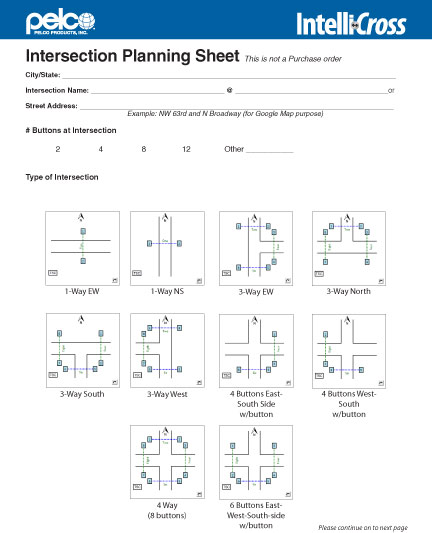 pelco
PELCO PRODUCTS, INC.
Intelli-Cross
Intersection Planning Sheet This is not a Purchase order
City/State:
Intersection Name: @ or
Street Address:
Example: NW 63rd and N Broadway (for Google Map purpose)
# Buttons at Intersection
2 4 8 12 Other
Type of Intersection
1-Way EW
1-Way NS
3-Way EW
3-Way North
3-Way South
3-Way West
4 Buttons East-
South Side
w/button
4 Buttons West-
South
w/button
4 Way
(8 buttons)
6 Buttons East-
West-South-side
w/button
Please continue on to next page